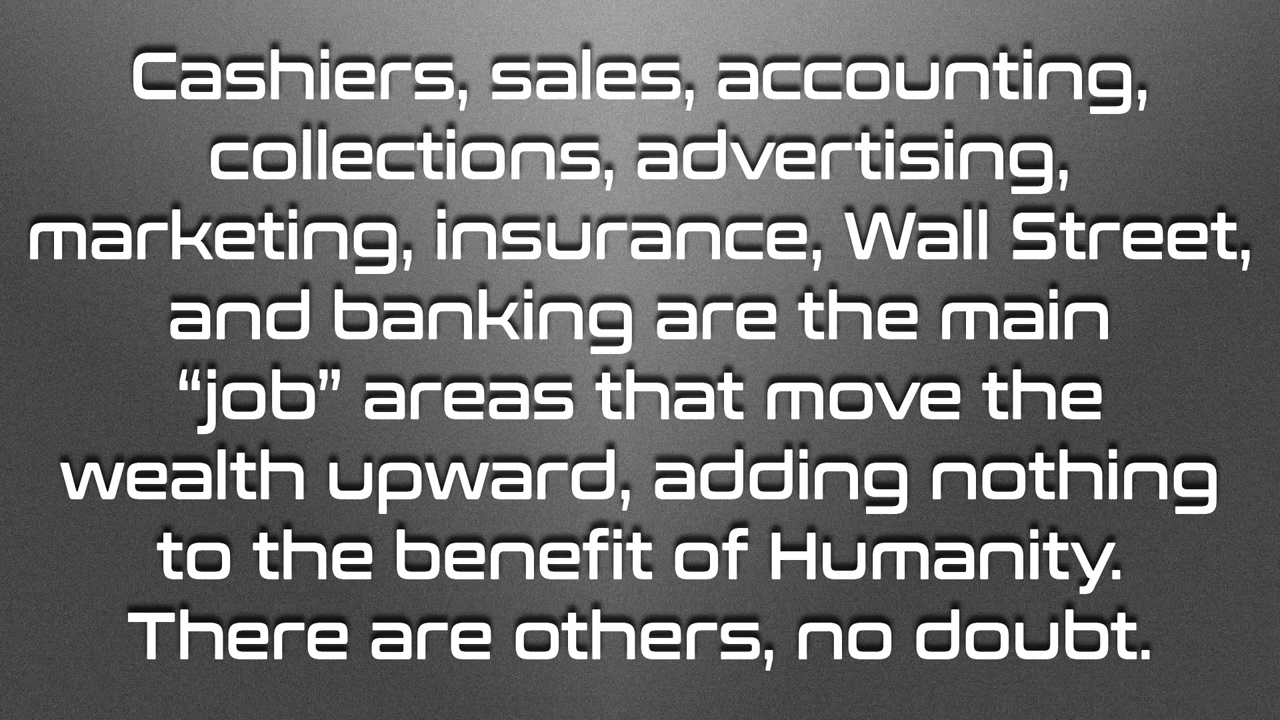 Cashiers, sales, accounting,
collections, advertising,
marketing, insurance, Wall Street,
and banking are the main
“job” areas that move the
wealth upward, adding nothing
to the benefit of Humanity.
There are others, no doubt.